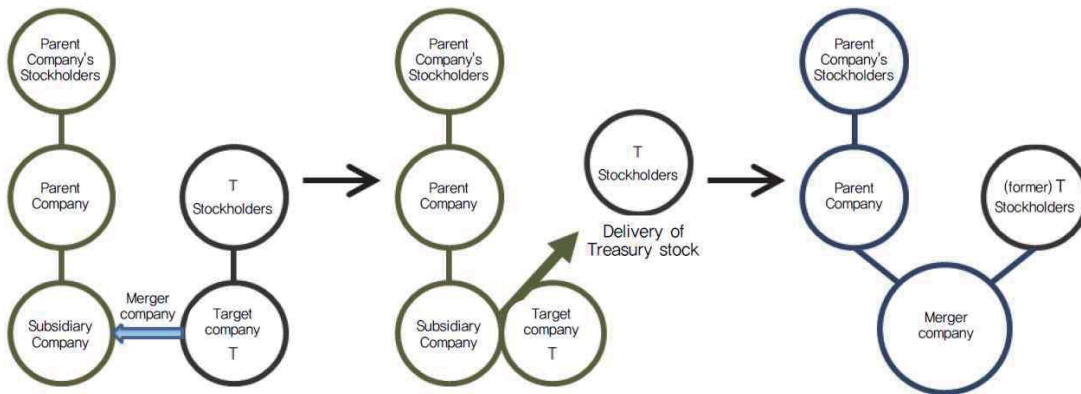 Parent
Company's
Stockholders
Parent
Company
Subsidiary
Company
Merger
company
T
Stockholders
Target
company
T
Parent
Company's
Stockholders
Parent
Company
Subsidiary
Company
Target
company
T
T
Stockholders
Delivery of
Treasury stock
Parent
Company's
Stockholders
Parent
Company
(former) T
Stockholders
Merger
company